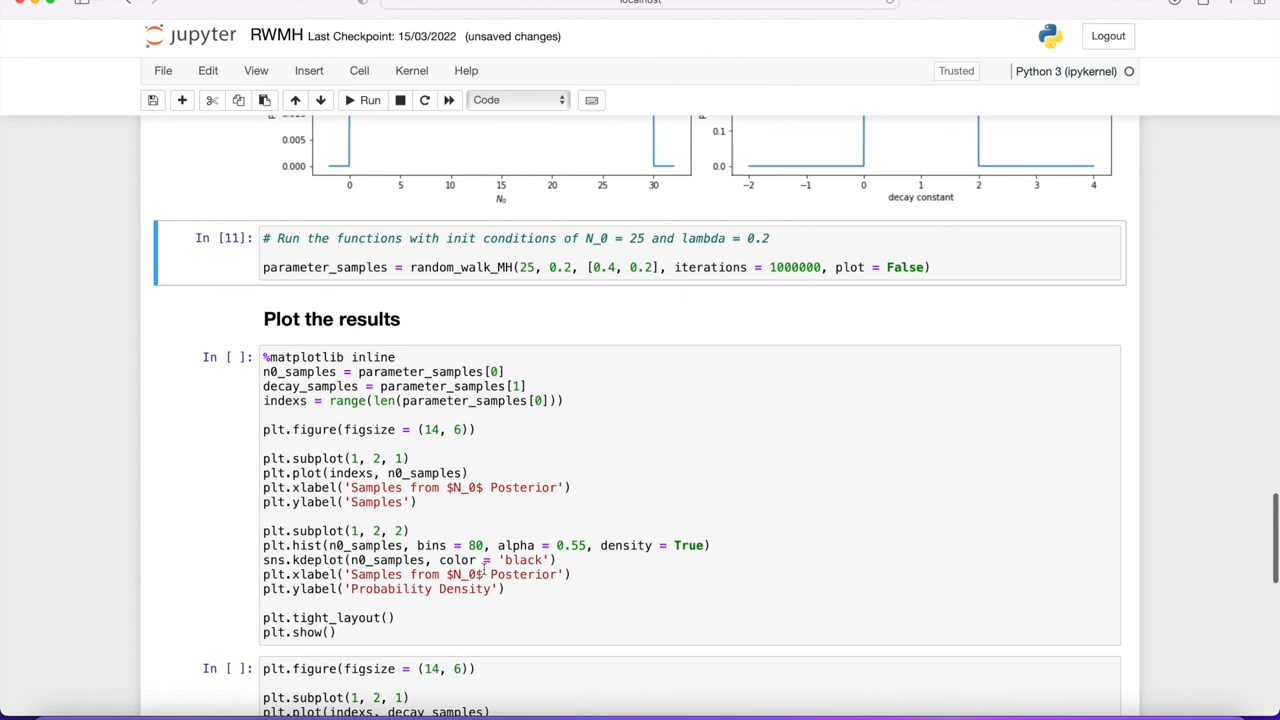 localhost
jupyter RWMH Last Checkpoint: 15/03/2022 (unsaved changes)
Logout
File Edit View Insert Cell Kernel Help
Trusted
Python 3 (ipykernel)
Run
Code
0.005
0.000
0 5 10 15 20 25 30
N₀
0.1
0.0
−2 −1 0 1 2 3 4
decay constant
In [11]: # Run the functions with init conditions of N_0 = 25 and lambda = 0.2
parameter_samples = random_walk_MH(25, 0.2, [0.4, 0.2], iterations = 1000000, plot = False)
Plot the results
In [ ]: %matplotlib inline
n0_samples = parameter_samples[0]
decay_samples = parameter_samples[1]
indexs = range(len(parameter_samples[0]))
plt.figure(figsize = (14, 6))
plt.subplot(1, 2, 1)
plt.plot(indexs, n0_samples)
plt.xlabel('Samples from $N_0$ Posterior')
plt.ylabel('Samples')
plt.subplot(1, 2, 2)
plt.hist(n0_samples, bins = 80, alpha = 0.55, density = True)
sns.kdeplot(n0_samples, color = 'black')
plt.xlabel('Samples from $N_0$ Posterior')
plt.ylabel('Probability Density')
plt.tight_layout()
plt.show()
In [ ]: plt.figure(figsize = (14, 6))
plt.subplot(1, 2, 1)
plt.plot(indexs, decay_samples)